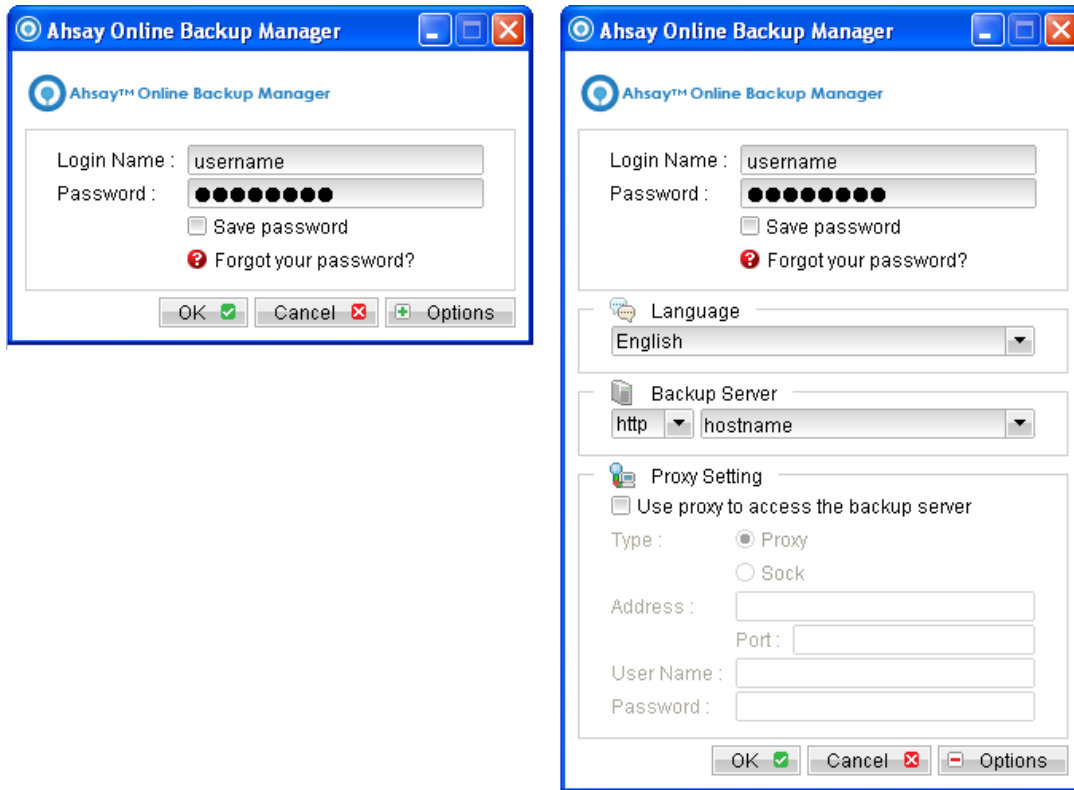 Ahsay Online Backup Manager
Ahsay™ Online Backup Manager
Login Name : username
Password : ●●●●●●●●
Save password
Forgot your password?
OK Cancel Options
Ahsay Online Backup Manager
Ahsay™ Online Backup Manager
Login Name : username
Password : ●●●●●●●●
Save password
Forgot your password?
Language
English
Backup Server
http hostname
Proxy Setting
Use proxy to access the backup server
Type : Proxy
Sock
Address :
Port :
User Name :
Password :
OK Cancel Options